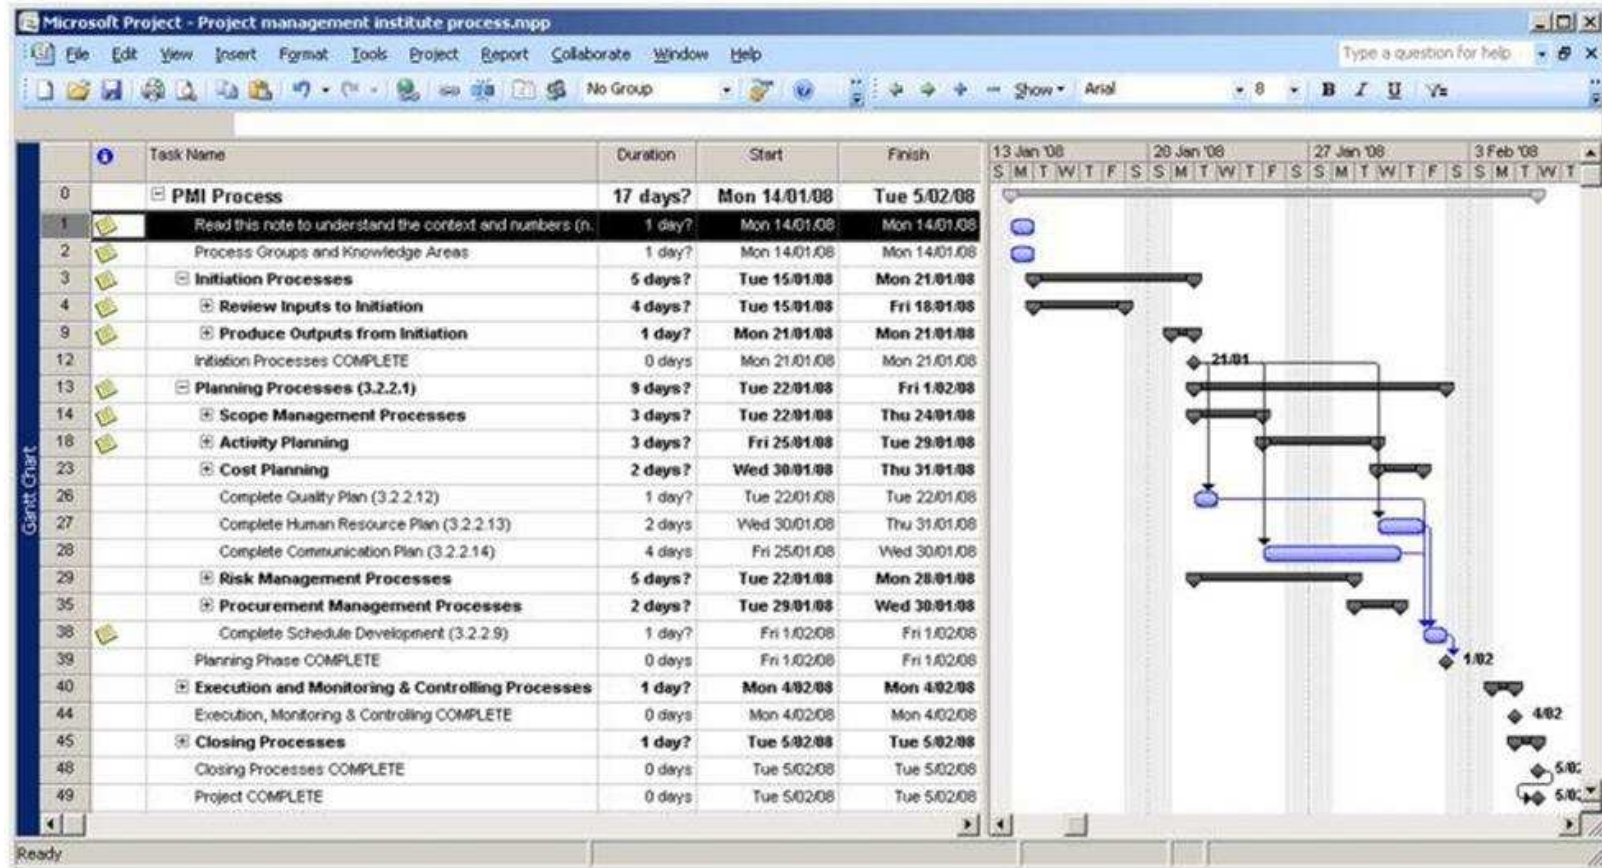 Microsoft Project - Project management institute process.mpp
File Edit View Insert Format Tools Project Report Collaborate Window Help Type a question for help
No Group Show Arial 8 B I U
Task Name Duration Start Finish 13 Jan '08 20 Jan '08 27 Jan '08 3 Feb '08
S M T W T F S S M T W T F S S M T W T F S S M T W T
0 PMI Process 17 days? Mon 14/01/08 Tue 5/02/08
1 Read this note to understand the context and numbers (n. 1 day? Mon 14/01/08 Mon 14/01/08
2 Process Groups and Knowledge Areas 1 day? Mon 14/01/08 Mon 14/01/08
3 Initiation Processes 5 days? Tue 15/01/08 Mon 21/01/08
4 Review Inputs to Initiation 4 days? Tue 15/01/08 Fri 18/01/08
9 Produce Outputs from Initiation 1 day? Mon 21/01/08 Mon 21/01/08
12 Initiation Processes COMPLETE 0 days Mon 21/01/08 Mon 21/01/08 21/01
13 Planning Processes (3.2.2.1) 9 days? Tue 22/01/08 Fri 1/02/08
14 Scope Management Processes 3 days? Tue 22/01/08 Thu 24/01/08
18 Activity Planning 3 days? Fri 25/01/08 Tue 29/01/08
23 Cost Planning 2 days? Wed 30/01/08 Thu 31/01/08
26 Complete Quality Plan (3.2.2.12) 1 day? Tue 22/01/08 Tue 22/01/08
27 Complete Human Resource Plan (3.2.2.13) 2 days Wed 30/01/08 Thu 31/01/08
28 Complete Communication Plan (3.2.2.14) 4 days Fri 25/01/08 Wed 30/01/08
29 Risk Management Processes 5 days? Tue 22/01/08 Mon 28/01/08
35 Procurement Management Processes 2 days? Tue 29/01/08 Wed 30/01/08
38 Complete Schedule Development (3.2.2.9) 1 day? Fri 1/02/08 Fri 1/02/08
39 Planning Phase COMPLETE 0 days Fri 1/02/08 Fri 1/02/08 1/02
40 Execution and Monitoring & Controlling Processes 1 day? Mon 4/02/08 Mon 4/02/08
44 Execution, Monitoring & Controlling COMPLETE 0 days Mon 4/02/08 Mon 4/02/08 4/02
45 Closing Processes 1 day? Tue 5/02/08 Tue 5/02/08
48 Closing Processes COMPLETE 0 days Tue 5/02/08 Tue 5/02/08 5/02
49 Project COMPLETE 0 days Tue 5/02/08 Tue 5/02/08 5/02
Gantt Chart
Ready